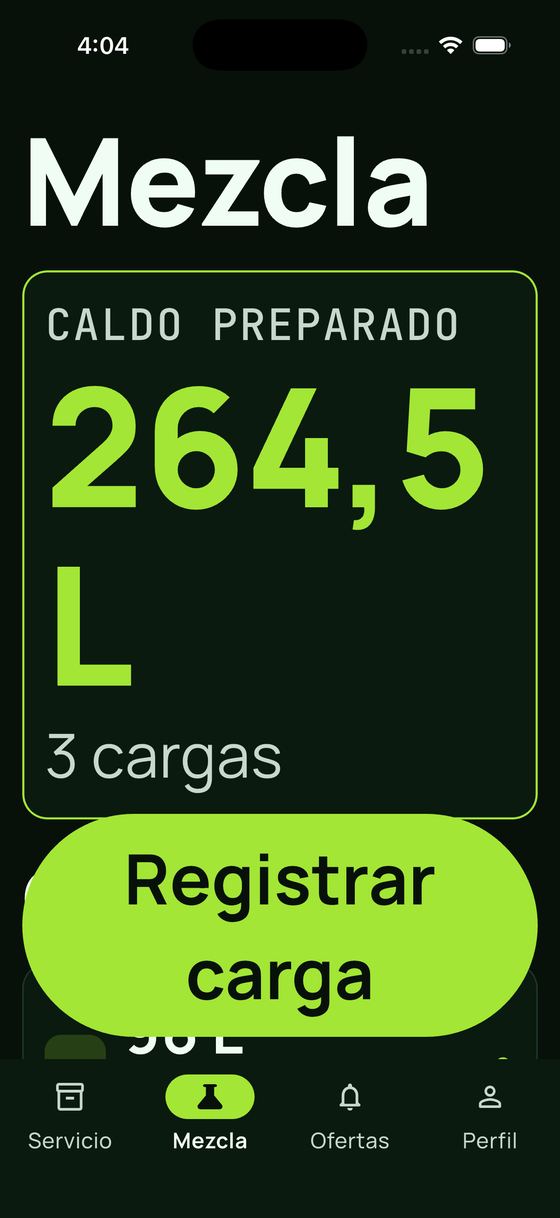 4:04
Mezcla
CALDO PREPARADO
264,5
L
3 cargas
Registrar
carga
Servicio
Mezcla
Ofertas
Perfil